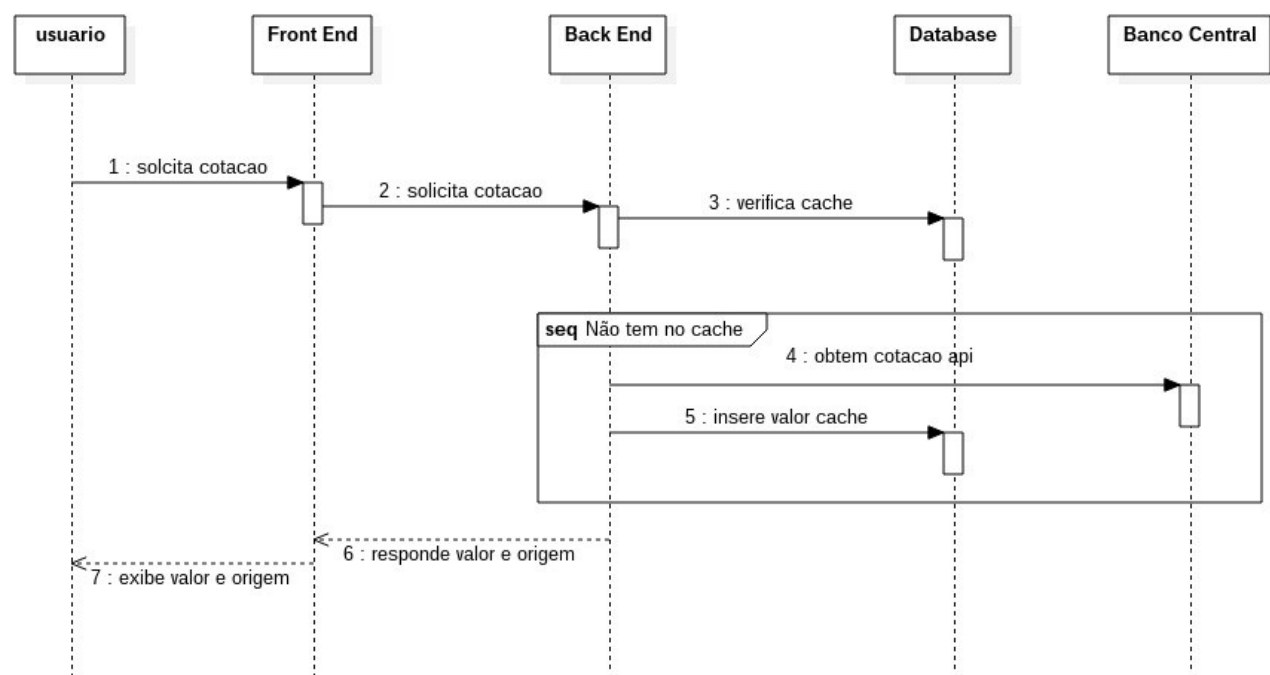 usuario
Front End
Back End
Database
Banco Central
1 : solcita cotacao
2 : solicita cotacao
3 : verifica cache
seq Não tem no cache
4 : obtem cotacao api
5 : insere valor cache
6 : responde valor e origem
7 : exibe valor e origem